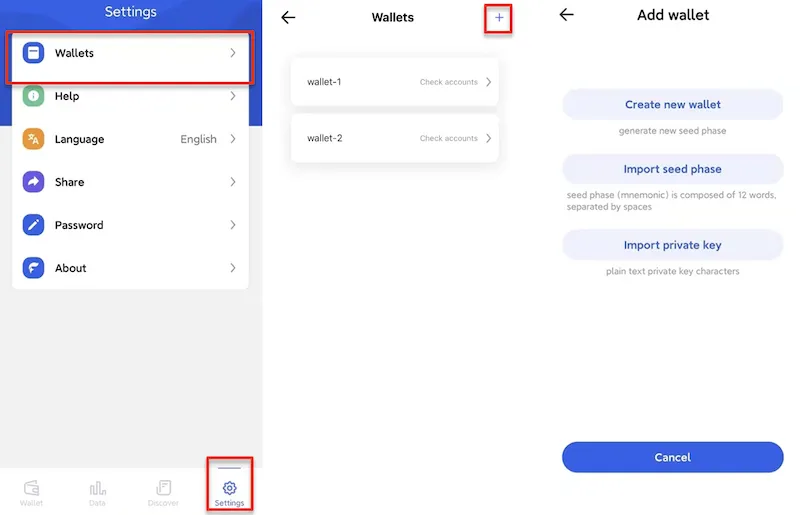 Settings
Wallets
Help
Language English
Share
Password
About
Wallet Data Discover Settings
Wallets +
wallet-1 Check accounts
wallet-2 Check accounts
Add wallet
Create new wallet
generate new seed phase
Import seed phase
seed phase (mnemonic) is composed of 12 words,
separated by spaces
Import private key
plain text private key characters
Cancel